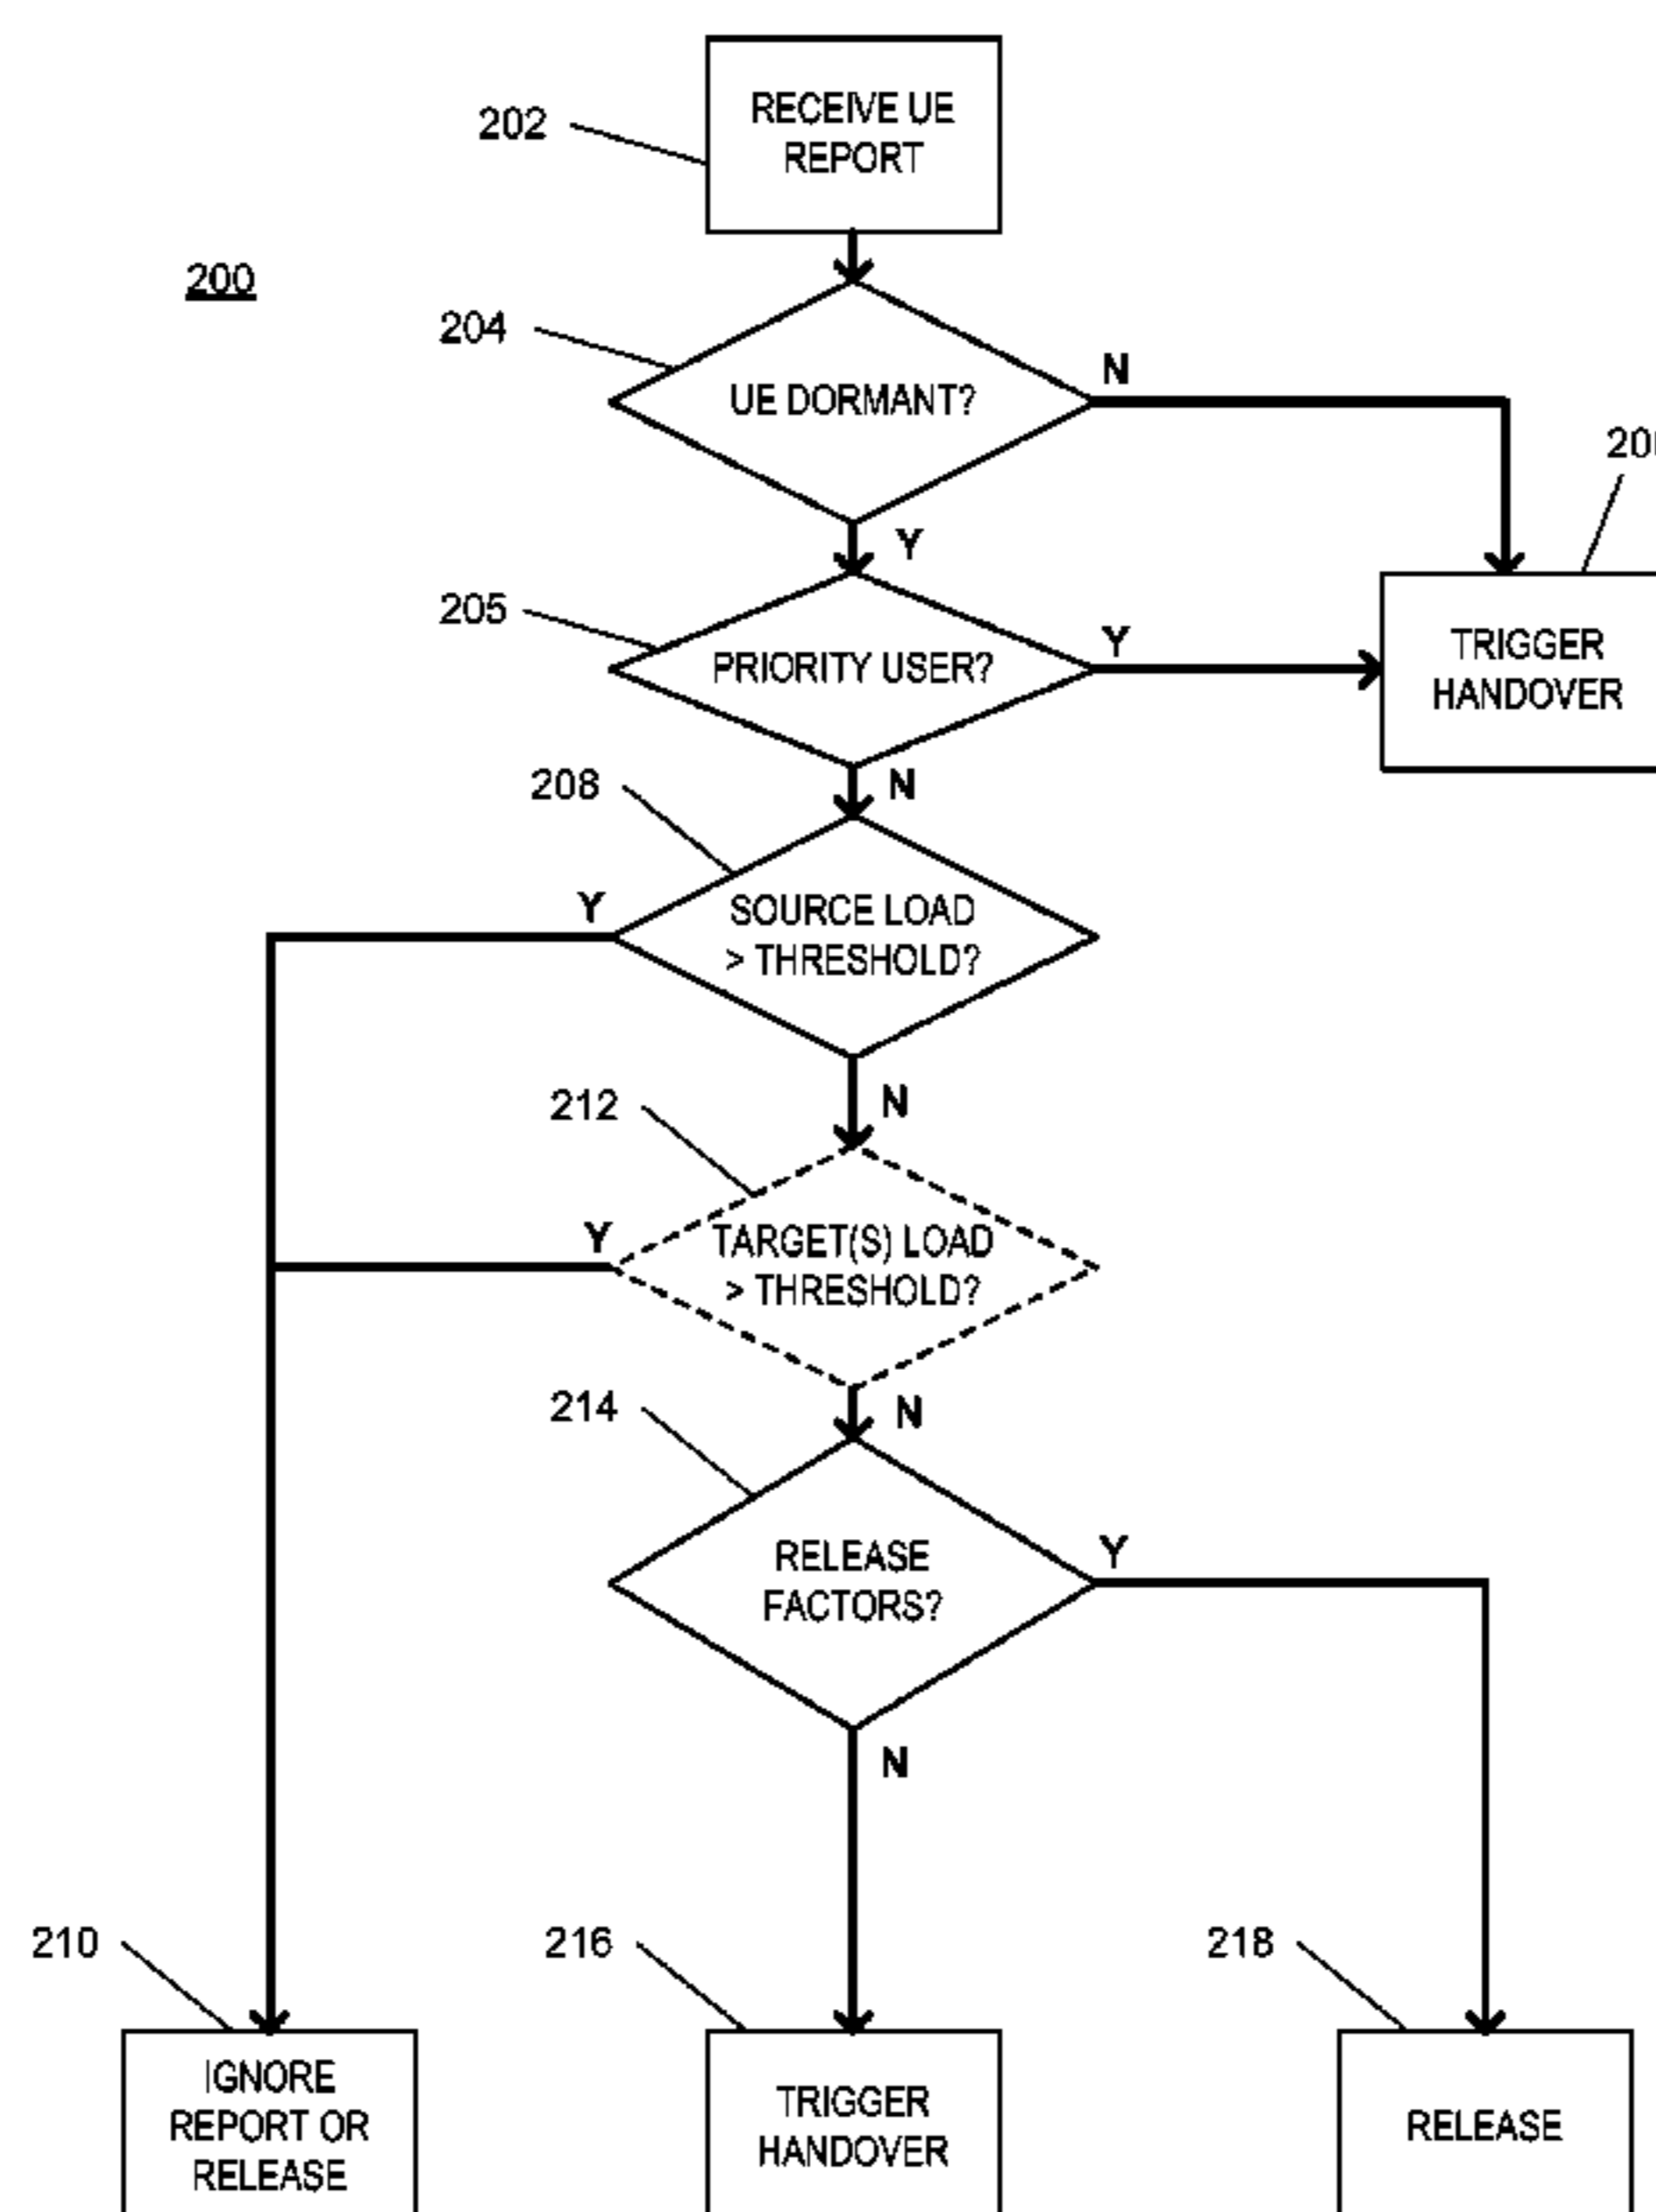 202
RECEIVE UE
REPORT
200
204
UE DORMANT?
N
Y
205
PRIORITY USER?
Y
TRIGGER
HANDOVER
N
208
SOURCE LOAD
> THRESHOLD?
Y
N
212
TARGET(S) LOAD
> THRESHOLD?
Y
N
214
RELEASE
FACTORS?
Y
N
210
IGNORE
REPORT OR
RELEASE
216
TRIGGER
HANDOVER
218
RELEASE